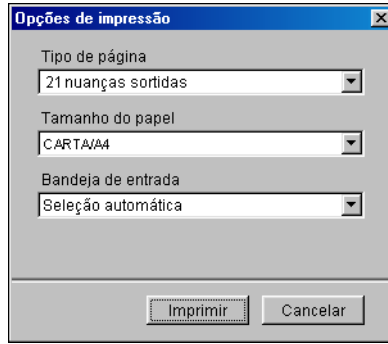 Opções de impressão
Tipo de página
21 nuanças sortidas
Tamanho do papel
CARTA/A4
Bandeja de entrada
Seleção automática
Imprimir Cancelar